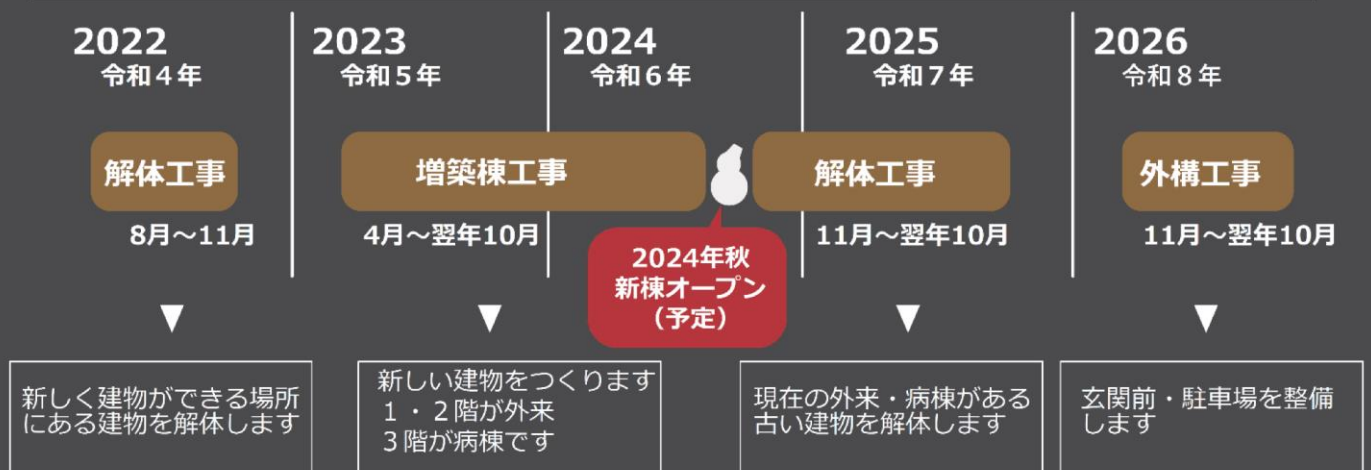 2022
令和４年
2023
令和５年
2024
令和６年
2025
令和７年
2026
令和８年
解体工事
増築棟工事
解体工事
外構工事
8月～11月
4月～翌年10月
11月～翌年10月
11月～翌年10月
2024年秋
新棟オープン
（予定）
新しく建物ができる場所
にある建物を解体します
新しい建物をつくります
１・２階が外来
３階が病棟です
現在の外来・病棟がある
古い建物を解体します
玄関前・駐車場を整備
します